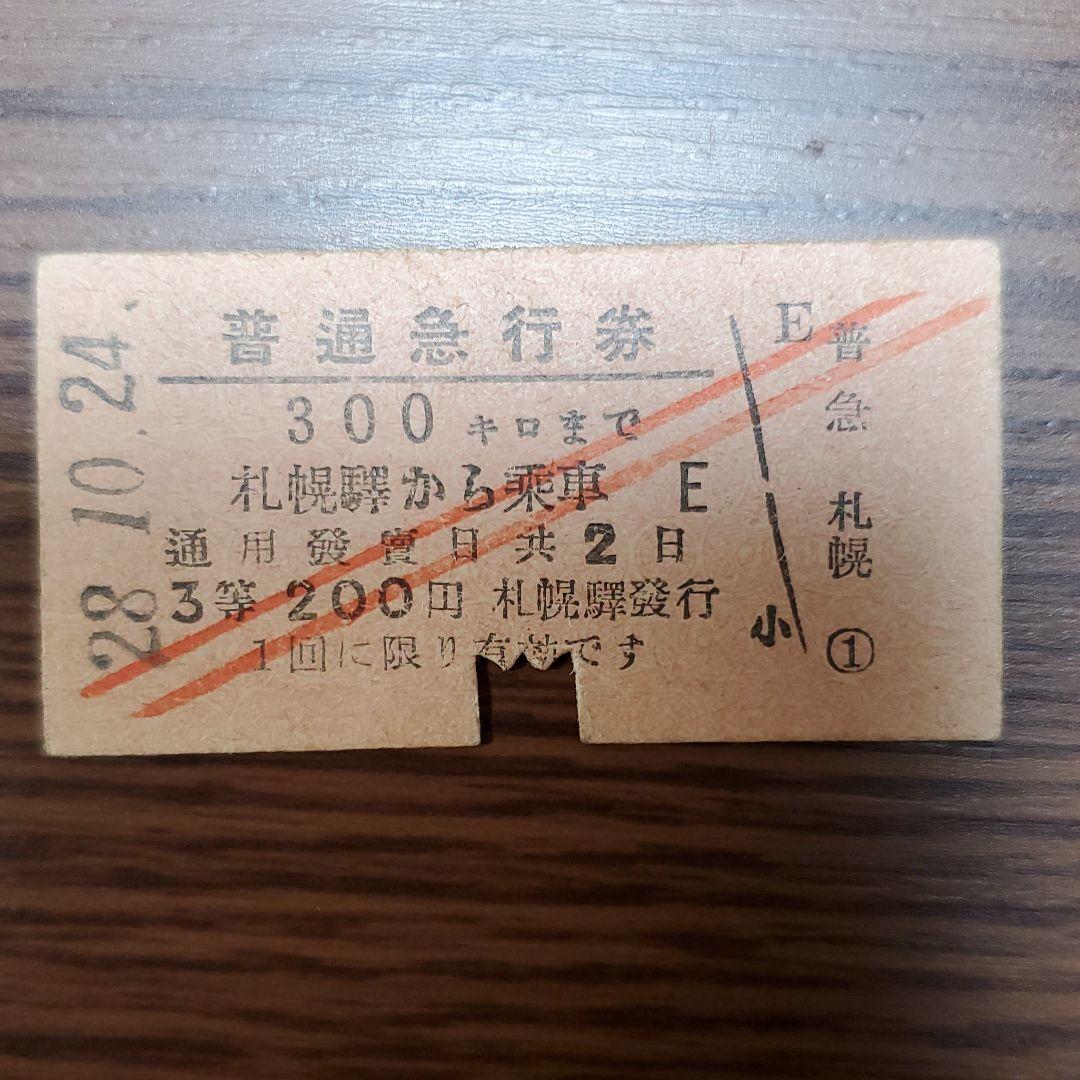 普通急行券
300 キロまで
札幌驛から乗車 E
通用發賣日共2日
3等 200円 札幌驛發行
1回に限り有効です
28.10.24.
E
普急 札幌 ①
小